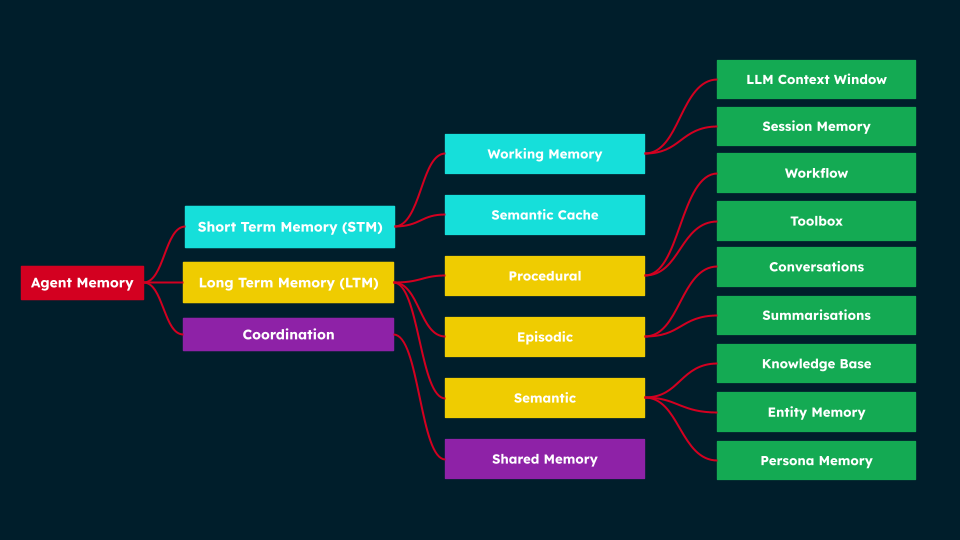 Agent Memory
Short Term Memory (STM)
Long Term Memory (LTM)
Coordination
Working Memory
Semantic Cache
Procedural
Episodic
Semantic
Shared Memory
LLM Context Window
Session Memory
Workflow
Toolbox
Conversations
Summarisations
Knowledge Base
Entity Memory
Persona Memory